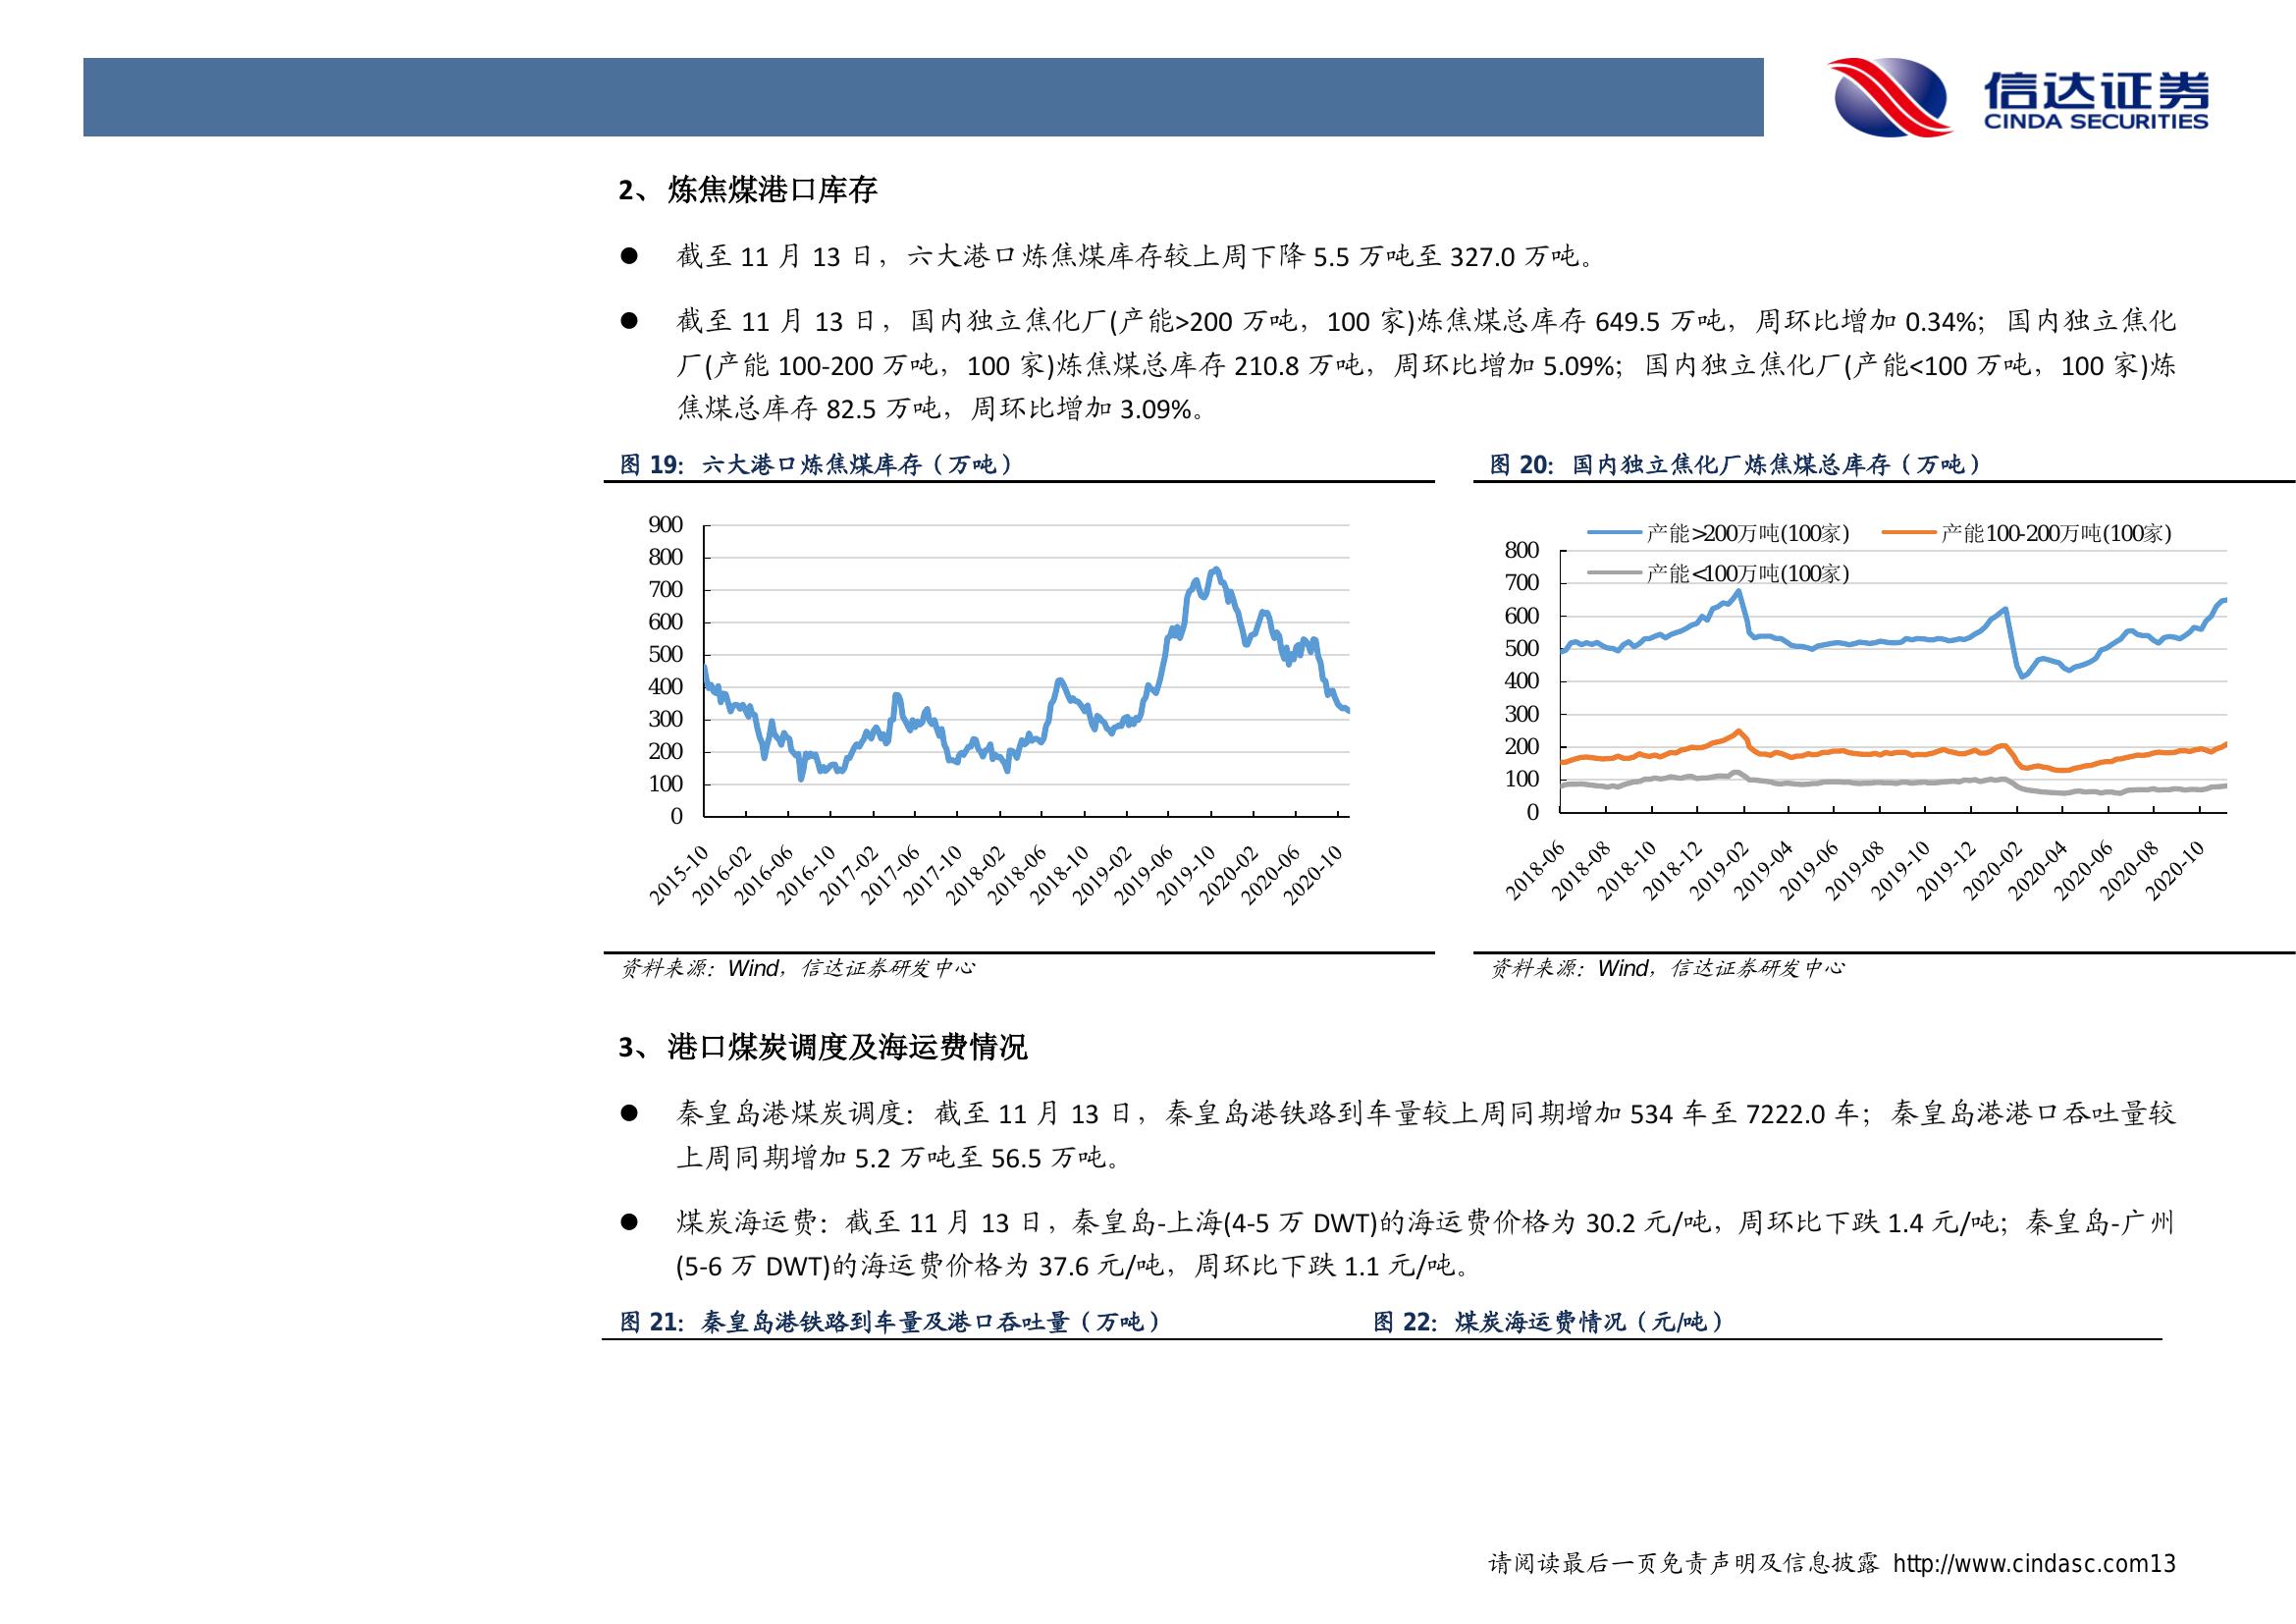 信达证券
CINDA SECURITIES
2、 炼焦煤港口库存
● 截至 11 月 13 日，六大港口炼焦煤库存较上周下降 5.5 万吨至 327.0 万吨。
● 截至 11 月 13 日，国内独立焦化厂(产能>200 万吨，100 家)炼焦煤总库存 649.5 万吨，周环比增加 0.34%；国内独立焦化
厂(产能 100-200 万吨，100 家)炼焦煤总库存 210.8 万吨，周环比增加 5.09%；国内独立焦化厂(产能<100 万吨，100 家)炼
焦煤总库存 82.5 万吨，周环比增加 3.09%。
图 19：六大港口炼焦煤库存（万吨）
900
800
700
600
500
400
300
200
100
0
2015-10
2016-02
2016-06
2016-10
2017-02
2017-06
2017-10
2018-02
2018-06
2018-10
2019-02
2019-06
2019-10
2020-02
2020-06
2020-10
资料来源：Wind，信达证券研发中心
图 20：国内独立焦化厂炼焦煤总库存（万吨）
产能>200万吨(100家)
产能100-200万吨(100家)
产能<100万吨(100家)
800
700
600
500
400
300
200
100
0
2018-06
2018-08
2018-10
2018-12
2019-02
2019-04
2019-06
2019-08
2019-10
2019-12
2020-02
2020-04
2020-06
2020-08
2020-10
资料来源：Wind，信达证券研发中心
3、 港口煤炭调度及海运费情况
● 秦皇岛港煤炭调度：截至 11 月 13 日，秦皇岛港铁路到车量较上周同期增加 534 车至 7222.0 车；秦皇岛港港口吞吐量较
上周同期增加 5.2 万吨至 56.5 万吨。
● 煤炭海运费：截至 11 月 13 日，秦皇岛-上海(4-5 万 DWT)的海运费价格为 30.2 元/吨，周环比下跌 1.4 元/吨；秦皇岛-广州
(5-6 万 DWT)的海运费价格为 37.6 元/吨，周环比下跌 1.1 元/吨。
图 21：秦皇岛港铁路到车量及港口吞吐量（万吨）
图 22：煤炭海运费情况（元/吨）
请阅读最后一页免责声明及信息披露 http://www.cindasc.com13